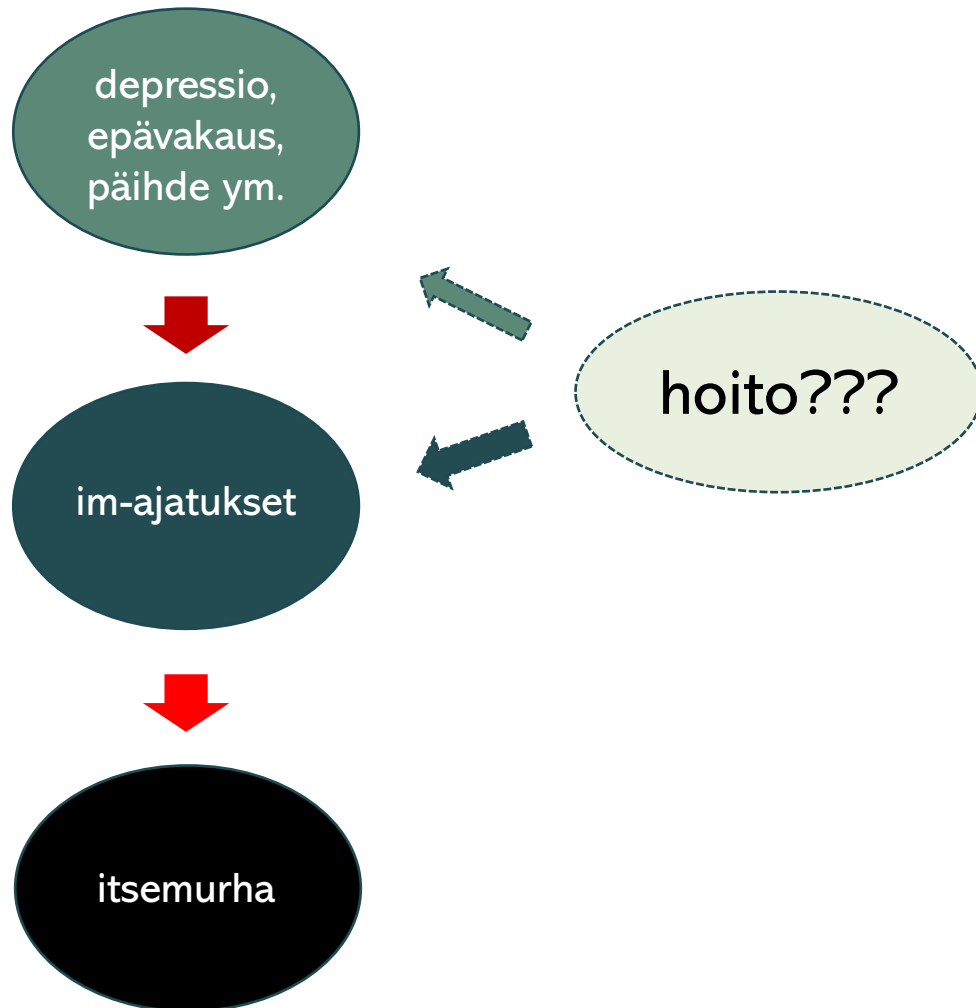 depressio,
epävakaus,
päihde ym.
hoito???
im-ajatukset
itsemurha